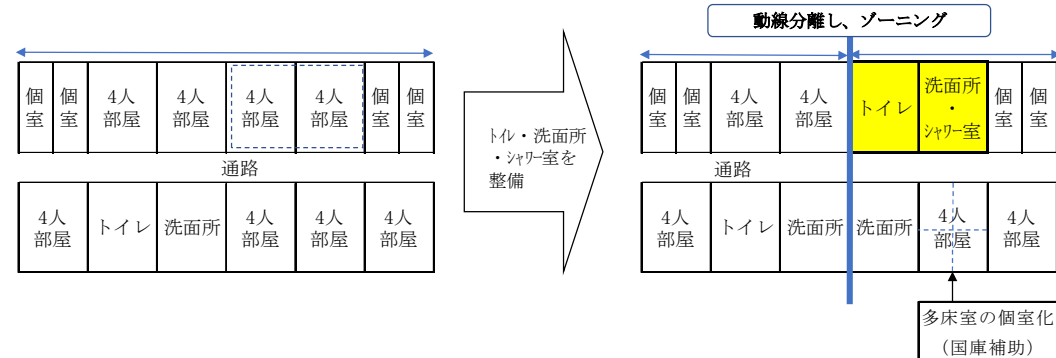 動線分離し、ゾーニング
個室
個室
4人部屋
4人部屋
4人部屋
4人部屋
個室
個室
通路
4人部屋
トイレ
洗面所
4人部屋
4人部屋
4人部屋
ﾄｲﾚ・洗面所
・ｼｬﾜｰ室を
整備
個室
個室
4人部屋
4人部屋
トイレ
洗面所
・
ｼｬﾜｰ室
個室
個室
通路
4人部屋
トイレ
洗面所
洗面所
4人部屋
4人部屋
多床室の個室化
（国庫補助）